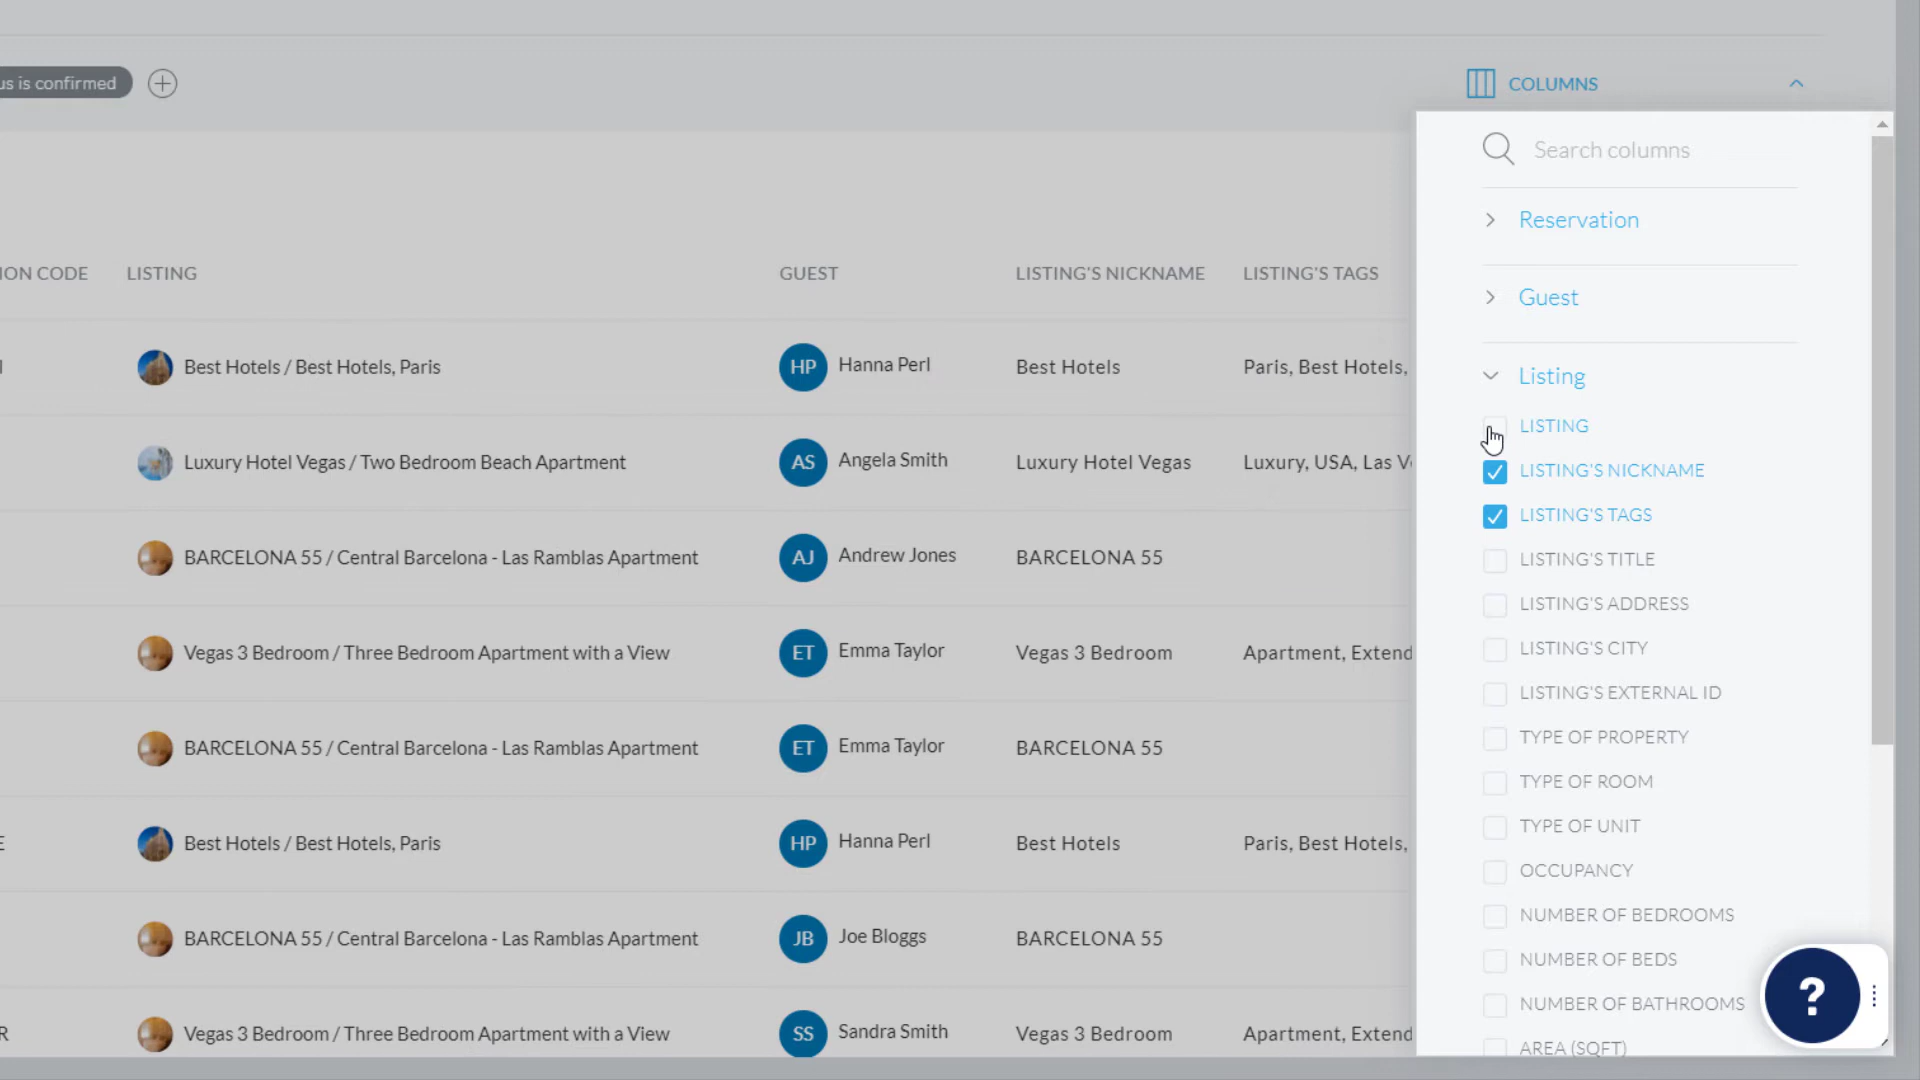 us is confirmed
COLUMNS
Search columns
Reservation
Guest
Listing
LISTING
LISTING'S NICKNAME
LISTING'S TAGS
LISTING'S TITLE
LISTING'S ADDRESS
LISTING'S CITY
LISTING'S EXTERNAL ID
TYPE OF PROPERTY
TYPE OF ROOM
TYPE OF UNIT
OCCUPANCY
NUMBER OF BEDROOMS
NUMBER OF BEDS
NUMBER OF BATHROOMS
AREA (SQFT)
?
ION CODE LISTING GUEST LISTING'S NICKNAME LISTING'S TAGS
Best Hotels / Best Hotels, Paris HP Hanna Perl Best Hotels Paris, Best Hotels,
Luxury Hotel Vegas / Two Bedroom Beach Apartment AS Angela Smith Luxury Hotel Vegas Luxury, USA, Las V
BARCELONA 55 / Central Barcelona - Las Ramblas Apartment AJ Andrew Jones BARCELONA 55
Vegas 3 Bedroom / Three Bedroom Apartment with a View ET Emma Taylor Vegas 3 Bedroom Apartment, Extend
BARCELONA 55 / Central Barcelona - Las Ramblas Apartment ET Emma Taylor BARCELONA 55
E Best Hotels / Best Hotels, Paris HP Hanna Perl Best Hotels Paris, Best Hotels,
BARCELONA 55 / Central Barcelona - Las Ramblas Apartment JB Joe Bloggs BARCELONA 55
R Vegas 3 Bedroom / Three Bedroom Apartment with a View SS Sandra Smith Vegas 3 Bedroom Apartment, Extend